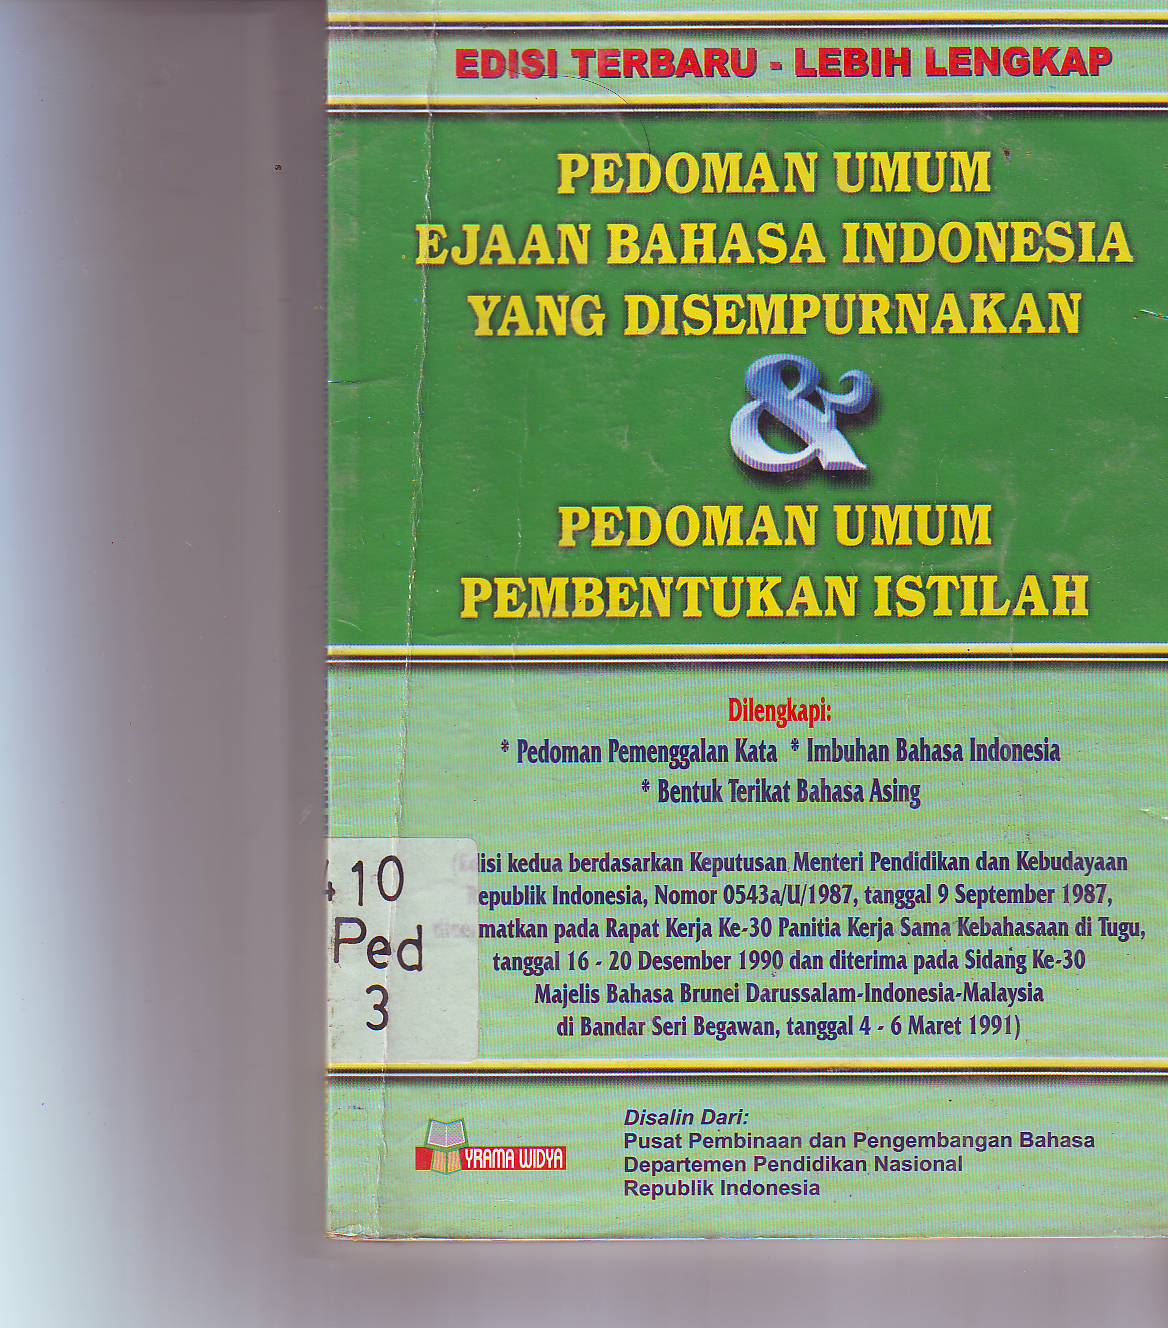 EDISI TERBARU - LEBIH LENGKAP
PEDOMAN UMUM
EJAAN BAHASA INDONESIA
YANG DISEMPURNAKAN
&
PEDOMAN UMUM
PEMBENTUKAN ISTILAH
Dilengkapi:
* Pedoman Pemenggalan Kata * Imbuhan Bahasa Indonesia
* Bentuk Terikat Bahasa Asing
(Edisi kedua berdasarkan Keputusan Menteri Pendidikan dan Kebudayaan
Republik Indonesia, Nomor 0543a/U/1987, tanggal 9 September 1987,
matkan pada Rapat Kerja Ke-30 Panitia Kerja Sama Kebahasaan di Tugu,
tanggal 16 - 20 Desember 1990 dan diterima pada Sidang Ke-30
Majelis Bahasa Brunei Darussalam-Indonesia-Malaysia
di Bandar Seri Begawan, tanggal 4 - 6 Maret 1991)
410
Ped
3
YRAMA WIDYA
Disalin Dari:
Pusat Pembinaan dan Pengembangan Bahasa
Departemen Pendidikan Nasional
Republik Indonesia